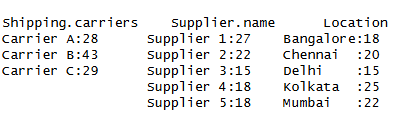 Shipping.carriers Supplier.name Location
Carrier A:28 Supplier 1:27 Bangalore:18
Carrier B:43 Supplier 2:22 Chennai :20
Carrier C:29 Supplier 3:15 Delhi :15
Supplier 4:18 Kolkata :25
Supplier 5:18 Mumbai :22